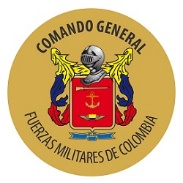 COMANDO GENERAL
FUERZAS MILITARES DE COLOMBIA